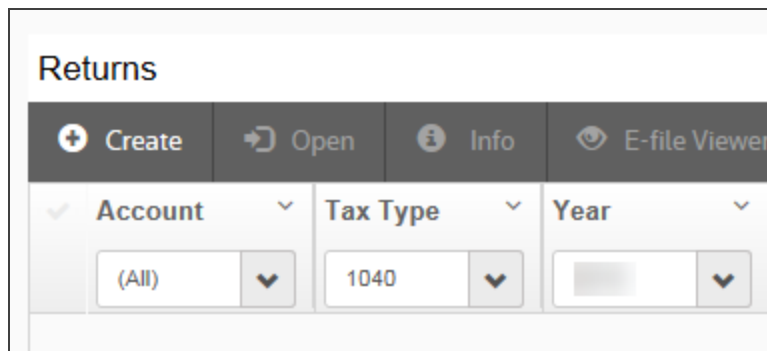 Returns
Create Open Info E-file Viewer
Account Tax Type Year
(All) 1040